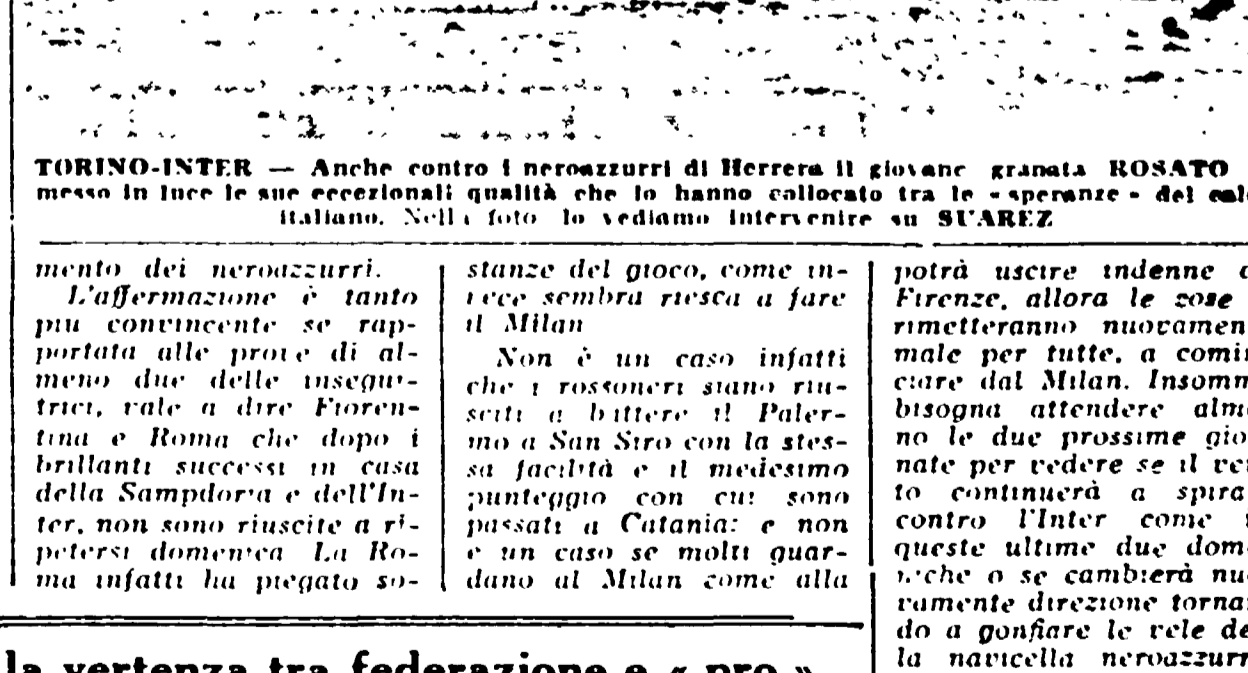 TORINO-INTER — Anche contro i neroazzurri di Herrera il giovane granata ROSATO
messo in luce le sue eccezionali qualità che lo hanno collocato tra le « speranze » del calc
italiano. Nella foto lo vediamo intervenire su SUAREZ
mento dei neroazzurri.
L'affermazione è tanto
più convincente se rap-
portata alle prove di al-
meno due delle insegui-
trici, vale a dire Fioren-
tina e Roma che dopo i
brillanti successi in casa
della Sampdoria e dell'In-
ter, non sono riuscite a ri-
petersi domenica La Ro-
ma infatti ha piegato so-
stanze del gioco, come in-
vece sembra riesca a fare
il Milan
Non è un caso infatti
che i rossoneri siano riu-
sciti a battere il Paler-
mo a San Siro con la stes-
sa facilità e il medesimo
punteggio con cui sono
passati a Catania: e non
è un caso se molti guar-
dano al Milan come alla
potrà uscire indenne d
Firenze, allora le cose
rimetteranno nuovamen
male per tutte, a comin
ciare dal Milan. Insomm
bisogna attendere alme
no le due prossime gior
nate per vedere se il ven
to continuerà a spira
contro l'Inter come
queste ultime due dome
niche o se cambierà nuo
vamente direzione tornan
do a gonfiare le vele de
la navicella neroazzurr
la vertenza tra federazione e « pro »